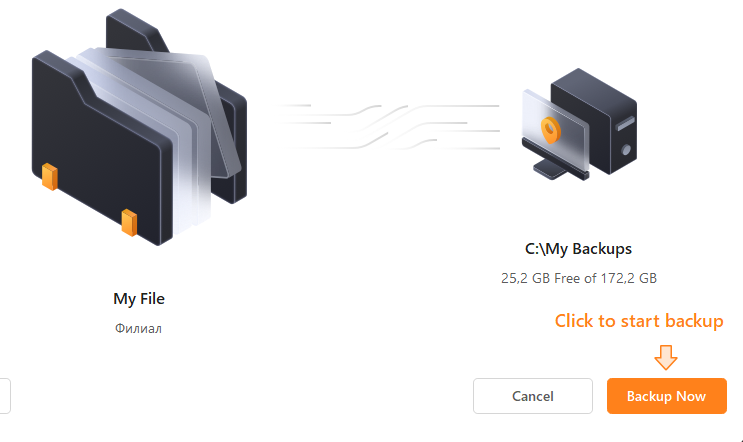 C:\My Backups
25,2 GB Free of 172,2 GB
My File
Филиал
Click to start backup
Cancel
Backup Now